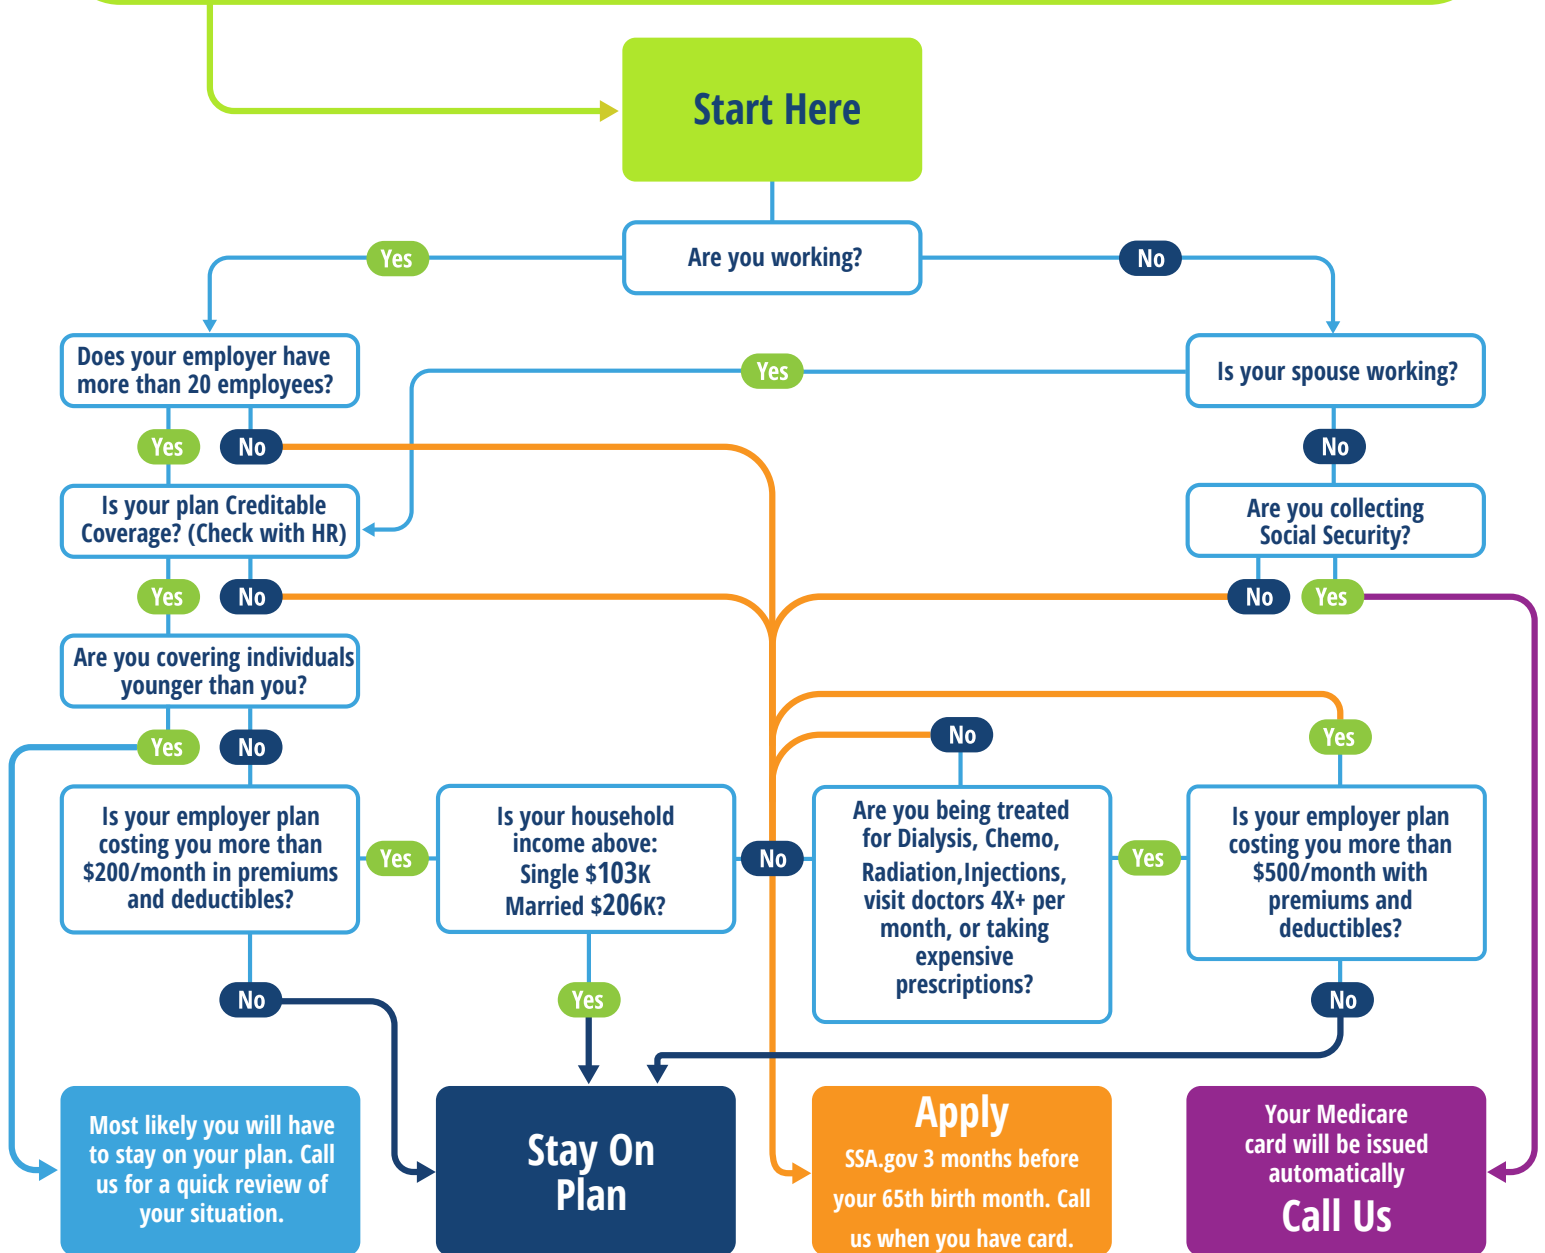 Start Here
Are you working?
Yes
No
Does your employer have
more than 20 employees?
Yes
Is your spouse working?
Yes
No
No
Is your plan Creditable
Coverage? (Check with HR)
Are you collecting
Social Security?
Yes
No
No
Yes
Are you covering individuals
younger than you?
Yes
No
No
Yes
Is your employer plan
costing you more than
$200/month in premiums
and deductibles?
Yes
Is your household
income above:
Single $103K
Married $206K?
No
Are you being treated
for Dialysis, Chemo,
Radiation,Injections,
visit doctors 4X+ per
month, or taking
expensive
prescriptions?
Yes
Is your employer plan
costing you more than
$500/month with
premiums and
deductibles?
No
Yes
No
Most likely you will have
to stay on your plan. Call
us for a quick review of
your situation.
Stay On
Plan
Apply
SSA.gov 3 months before
your 65th birth month. Call
us when you have card.
Your Medicare
card will be issued
automatically
Call Us